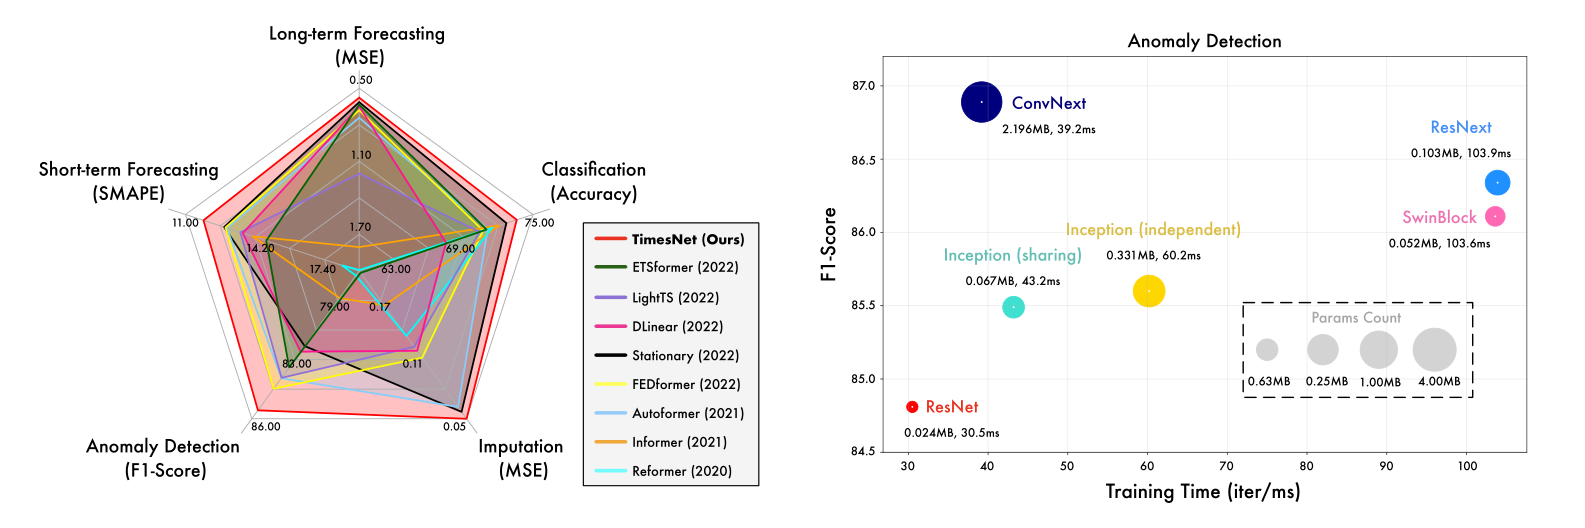 Long-term Forecasting
(MSE)
0.50
1.10
1.70
Short-term Forecasting
(SMAPE)
11.00
14.20
17.40
Classification
(Accuracy)
75.00
69.00
63.00
79.00
0.17
83.00
0.11
86.00
0.05
Anomaly Detection
(F1-Score)
Imputation
(MSE)
TimesNet (Ours)
ETSformer (2022)
LightTS (2022)
DLinear (2022)
Stationary (2022)
FEDformer (2022)
Autoformer (2021)
Informer (2021)
Reformer (2020)
Anomaly Detection
F1-Score
87.0
86.5
86.0
85.5
85.0
84.5
ConvNext
2.196MB, 39.2ms
ResNext
0.103MB, 103.9ms
SwinBlock
0.052MB, 103.6ms
Inception (independent)
0.331MB, 60.2ms
Inception (sharing)
0.067MB, 43.2ms
Params Count
0.63MB 0.25MB 1.00MB 4.00MB
ResNet
0.024MB, 30.5ms
30 40 50 60 70 80 90 100
Training Time (iter/ms)